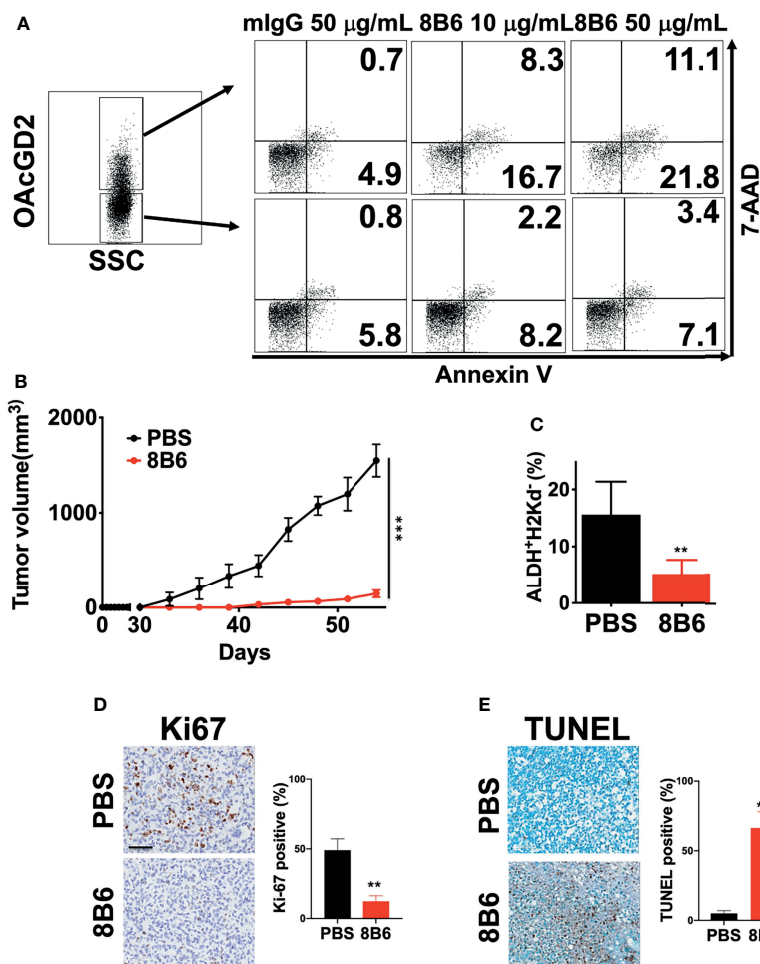 A
mIgG 50 µg/mL 8B6 10 µg/mL 8B6 50 µg/mL
OAcGD2
SSC
0.7
4.9
8.3
16.7
11.1
21.8
0.8
5.8
2.2
8.2
3.4
7.1
7-AAD
Annexin V
B
Tumor volume(mm³)
2000
1000
0
PBS
8B6
***
0 30 40 50
Days
C
ALDH⁺H2Kd⁻ (%)
20
10
0
**
PBS 8B6
D
Ki67
PBS
8B6
Ki-67 positive (%)
100
50
0
**
PBS 8B6
E
TUNEL
PBS
8B6
TUNEL positive (%)
100
50
0
PBS